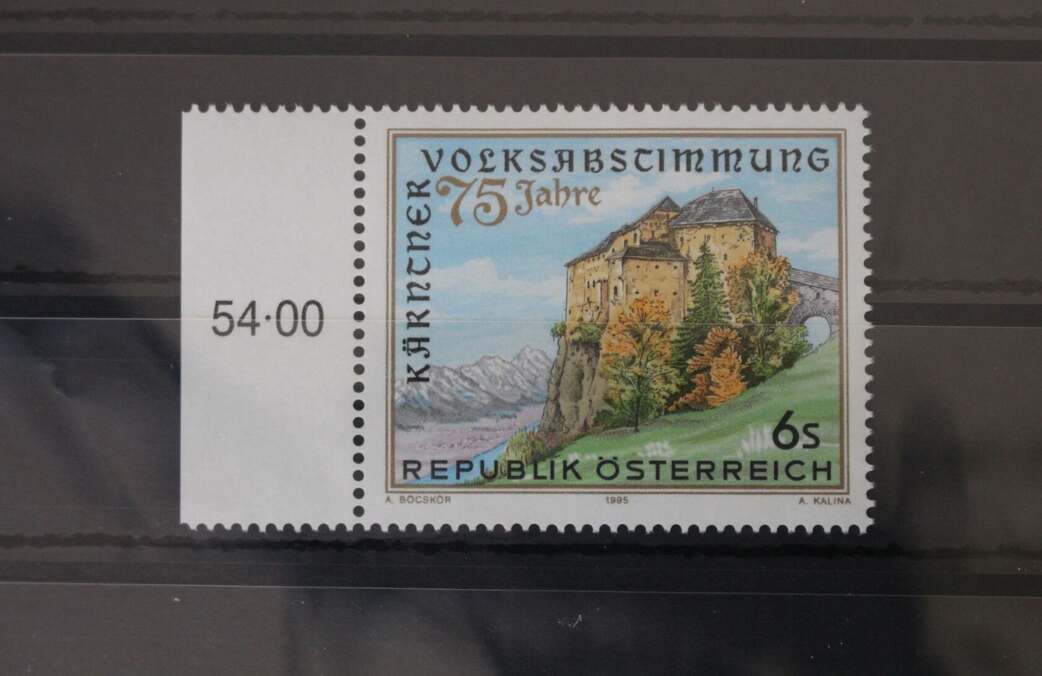 KÄRNTNER
VOLKSABSTIMMUNG
75 Jahre
54·00
6s
REPUBLIK ÖSTERREICH
A. BÖCSKÖR 1995 A. KALINA